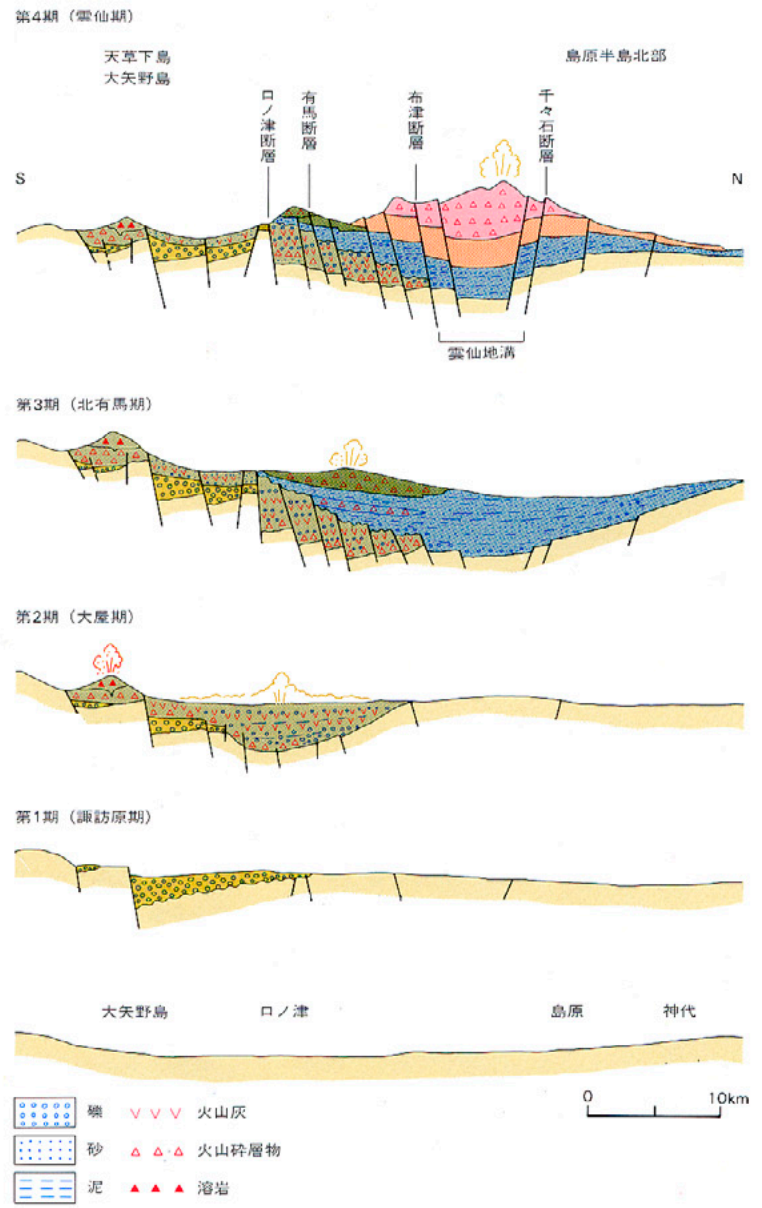 第4期（雲仙期）
天草下島
大矢野島
島原半島北部
口ノ津断層
有馬断層
布津断層
千々石断層
S
N
雲仙地溝
第3期（北有馬期）
第2期（大屋期）
第1期（諏訪原期）
大矢野島
口ノ津
島原
神代
礫
火山灰
0
10km
砂
火山砕層物
泥
溶岩